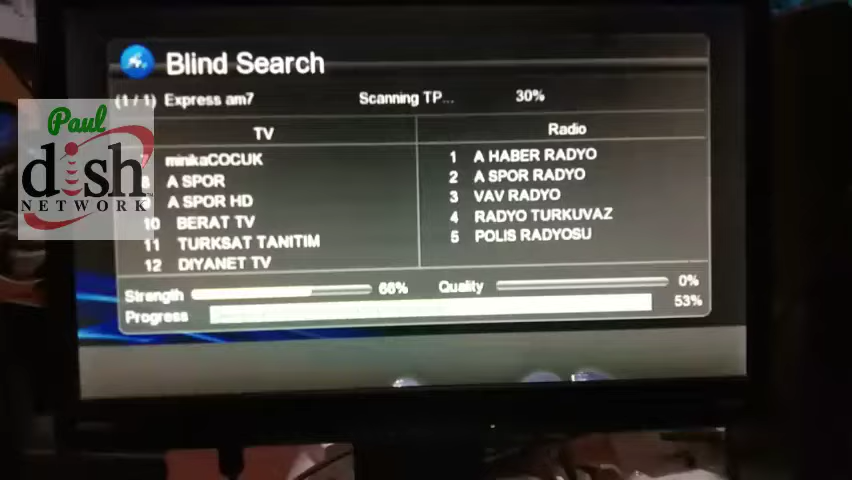 Blind Search
(1 / 1) Express am7 Scanning TP... 30%
TV Radio
minikaCOCUK
A SPOR
A SPOR HD
10 BERAT TV
11 TURKSAT TANITIM
12 DIYANET TV
1 A HABER RADYO
2 A SPOR RADYO
3 VAV RADYO
4 RADYO TURKUVAZ
5 POLIS RADYOSU
Strength 66% Quality 0%
Progress 53%
Paul
dish
NETWORK